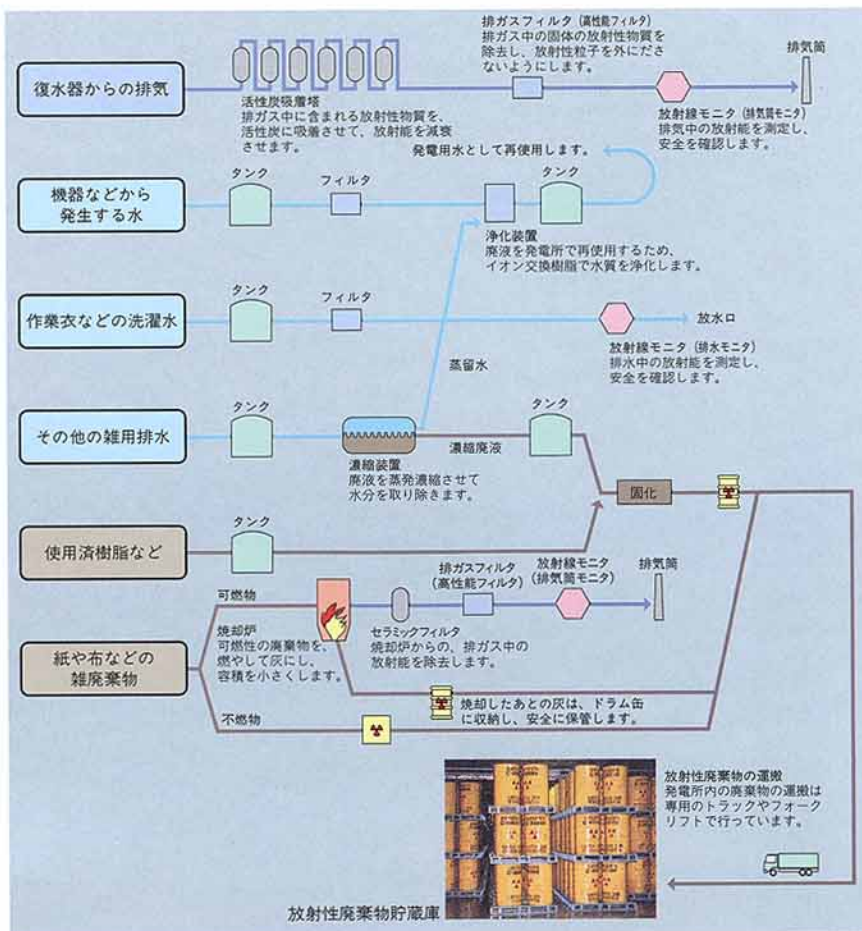 復水器からの排気
活性炭吸着塔
排ガス中に含まれる放射性物質を、
活性炭に吸着させて、放射能を減衰
させます。
排ガスフィルタ(高性能フィルタ)
排ガス中の固体の放射性物質を
除去し、放射性粒子を外にださ
ないようにします。
放射線モニタ(排気筒モニタ)
排気中の放射能を測定し、
安全を確認します。
排気筒
機器などから
発生する水
タンク
フィルタ
浄化装置
廃液を発電所で再使用するため、
イオン交換樹脂で水質を浄化します。
タンク
発電用水として再使用します。
作業衣などの洗濯水
タンク
フィルタ
放射線モニタ(排水モニタ)
排水中の放射能を測定し、
安全を確認します。
放水口
その他の雑用排水
タンク
濃縮装置
廃液を蒸発濃縮させて
水分を取り除きます。
蒸留水
濃縮廃液
タンク
固化
使用済樹脂など
タンク
紙や布などの
雑廃棄物
可燃物
焼却炉
可燃性の廃棄物を、
燃やして灰にし、
容積を小さくします。
セラミックフィルタ
焼却炉からの、排ガス中の
放射能を除去します。
排ガスフィルタ
(高性能フィルタ)
放射線モニタ
(排気筒モニタ)
排気筒
焼却したあとの灰は、ドラム缶
に収納し、安全に保管します。
不燃物
放射性廃棄物の運搬
発電所内の廃棄物の運搬は
専用のトラックやフォーク
リフトで行っています。
放射性廃棄物貯蔵庫